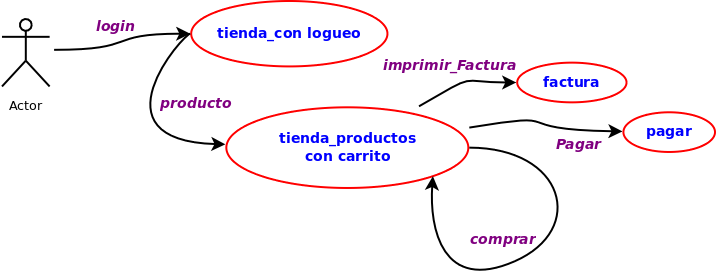 login
tienda_con logueo
imprimir_Factura
factura
Actor
producto
tienda_productos
con carrito
pagar
Pagar
comprar